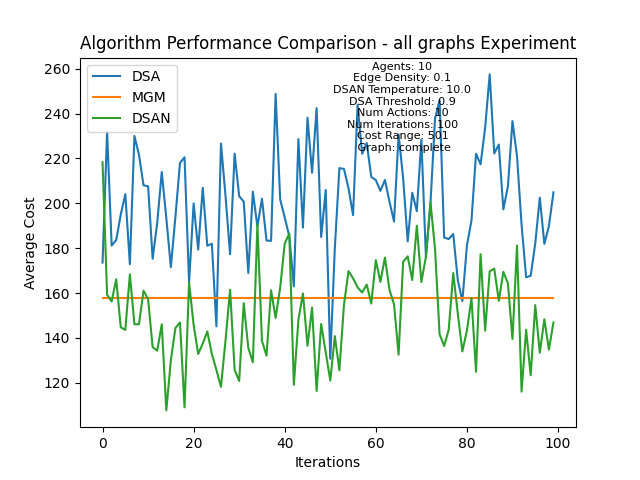 Algorithm Performance Comparison - all graphs Experiment
Agents: 10
Edge Density: 0.1
DSAN Temperature: 10.0
DSA Threshold: 0.9
Num Actions: 10
Num Iterations: 100
Cost Range: 501
Graph: complete
DSA
MGM
DSAN
Average Cost
260
240
220
200
180
160
140
120
0
20
40
60
80
100
Iterations